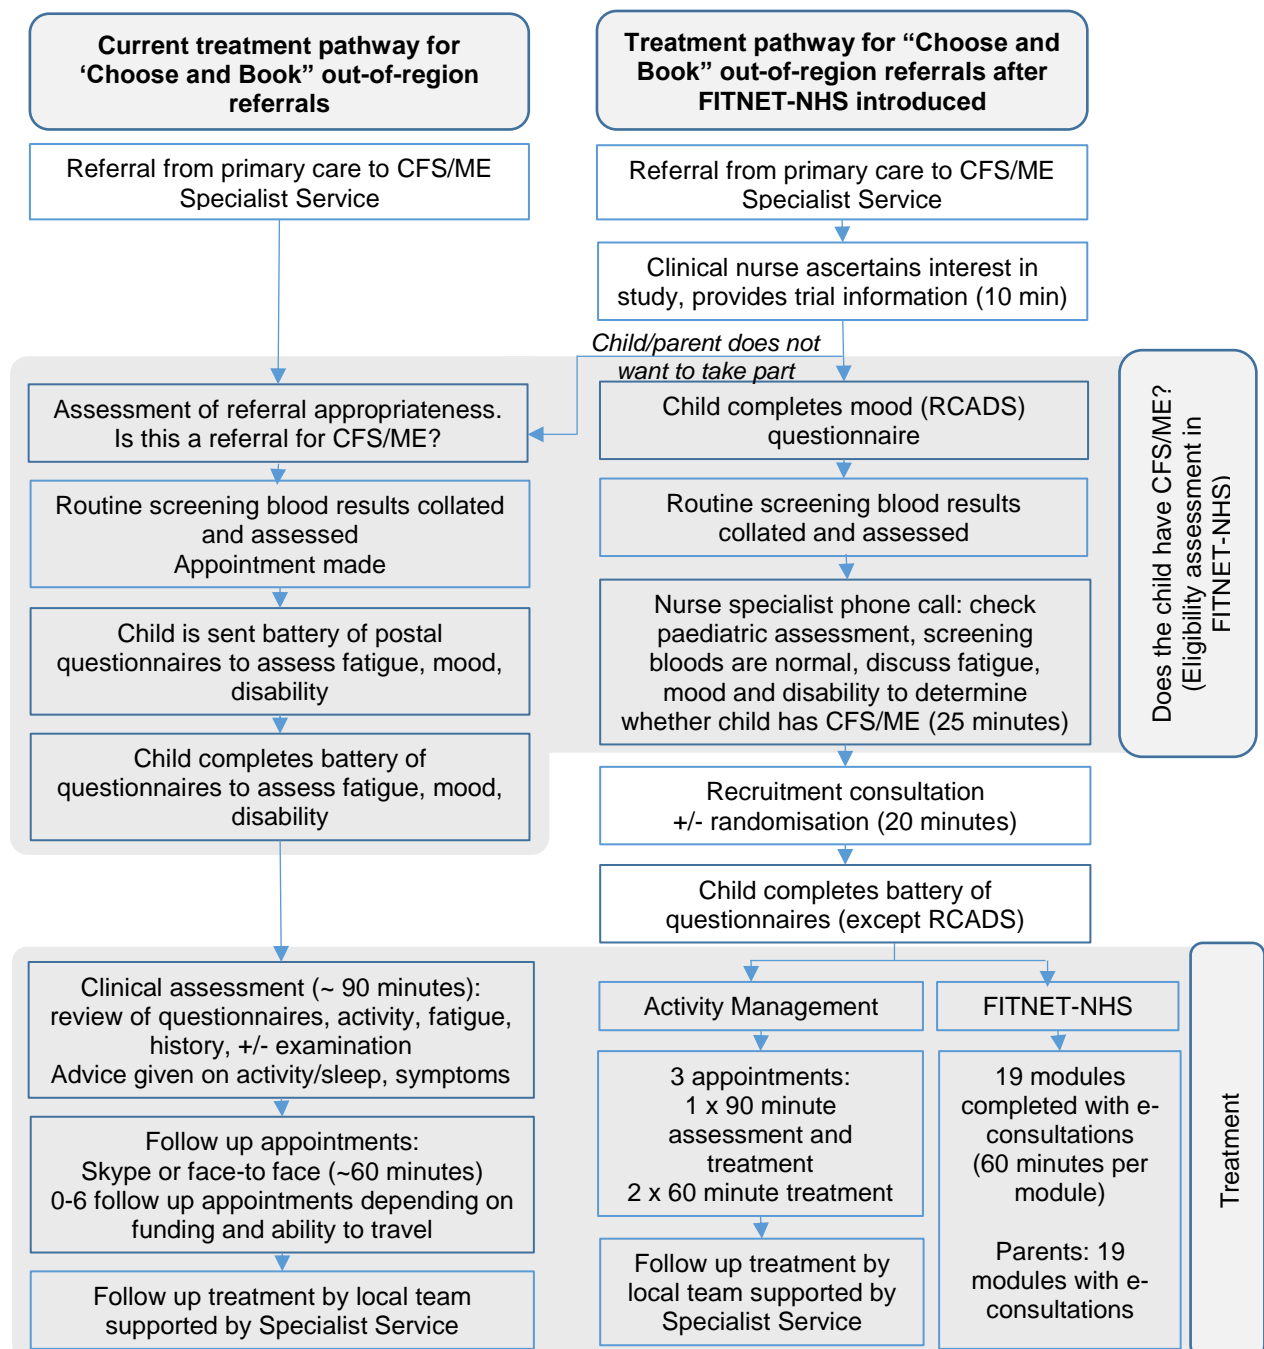 Current treatment pathway for
‘Choose and Book” out-of-region
referrals
Treatment pathway for “Choose and
Book” out-of-region referrals after
FITNET-NHS introduced
Referral from primary care to CFS/ME
Specialist Service
Referral from primary care to CFS/ME
Specialist Service
Clinical nurse ascertains interest in
study, provides trial information (10 min)
Child/parent does not
want to take part
Assessment of referral appropriateness.
Is this a referral for CFS/ME?
Child completes mood (RCADS)
questionnaire
Routine screening blood results collated
and assessed
Appointment made
Routine screening blood results
collated and assessed
Child is sent battery of postal
questionnaires to assess fatigue, mood,
disability
Nurse specialist phone call: check
paediatric assessment, screening
bloods are normal, discuss fatigue,
mood and disability to determine
whether child has CFS/ME (25 minutes)
Child completes battery of
questionnaires to assess fatigue, mood,
disability
Does the child have CFS/ME?
(Eligibility assessment in
FITNET-NHS)
Recruitment consultation
+/- randomisation (20 minutes)
Child completes battery of
questionnaires (except RCADS)
Clinical assessment (~ 90 minutes):
review of questionnaires, activity, fatigue,
history, +/- examination
Advice given on activity/sleep, symptoms
Activity Management
FITNET-NHS
Follow up appointments:
Skype or face-to face (~60 minutes)
0-6 follow up appointments depending on
funding and ability to travel
3 appointments:
1 x 90 minute
assessment and
treatment
2 x 60 minute treatment
19 modules
completed with e-
consultations
(60 minutes per
module)
Parents: 19
modules with e-
consultations
Follow up treatment by local team
supported by Specialist Service
Follow up treatment by
local team supported by
Specialist Service
Treatment